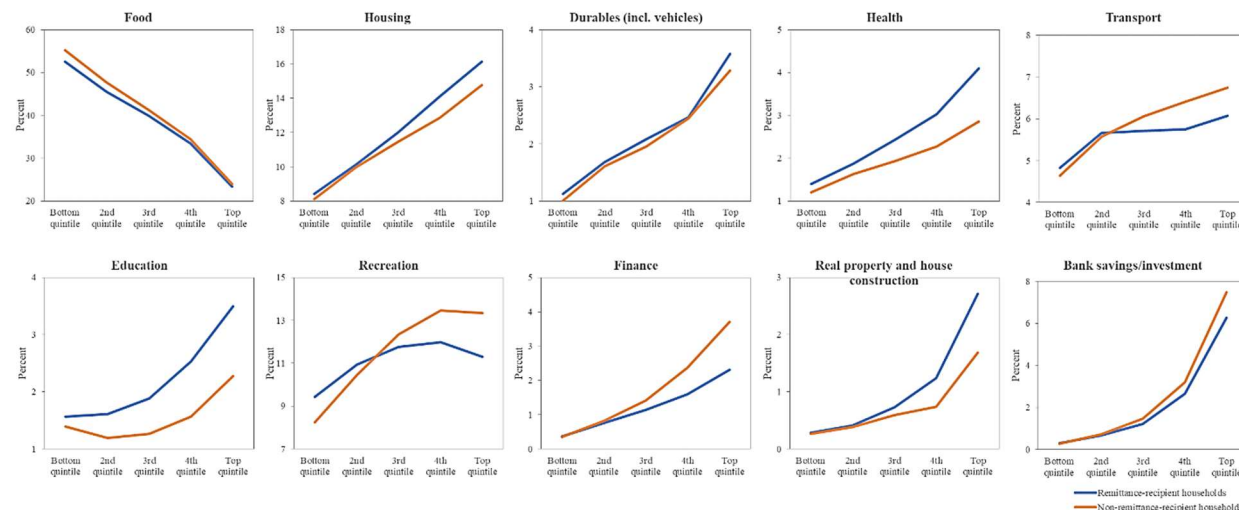 Food
Percent
60
50
40
30
20
Bottom quintile
2nd quintile
3rd quintile
4th quintile
Top quintile
Housing
Percent
18
16
14
12
10
8
Bottom quintile
2nd quintile
3rd quintile
4th quintile
Top quintile
Durables (incl. vehicles)
Percent
4
3
2
1
Bottom quintile
2nd quintile
3rd quintile
4th quintile
Top quintile
Health
Percent
5
4
3
2
1
Bottom quintile
2nd quintile
3rd quintile
4th quintile
Top quintile
Transport
Percent
8
7
6
5
4
Bottom quintile
2nd quintile
3rd quintile
4th quintile
Top quintile
Education
Percent
4
3
2
1
Bottom quintile
2nd quintile
3rd quintile
4th quintile
Top quintile
Recreation
Percent
15
13
11
9
7
Bottom quintile
2nd quintile
3rd quintile
4th quintile
Top quintile
Finance
Percent
5
4
3
2
1
0
Bottom quintile
2nd quintile
3rd quintile
4th quintile
Top quintile
Real property and house
construction
Percent
3
2
1
0
Bottom quintile
2nd quintile
3rd quintile
4th quintile
Top quintile
Bank savings/investment
Percent
8
6
4
2
0
Bottom quintile
2nd quintile
3rd quintile
4th quintile
Top quintile
Remittance-recipient households
Non-remittance-recipient household